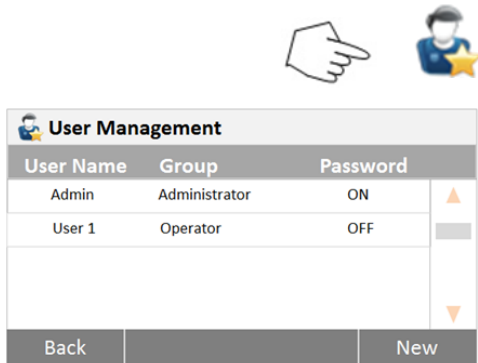 User Management
User Name Group Password
Admin Administrator ON
User 1 Operator OFF
Back New